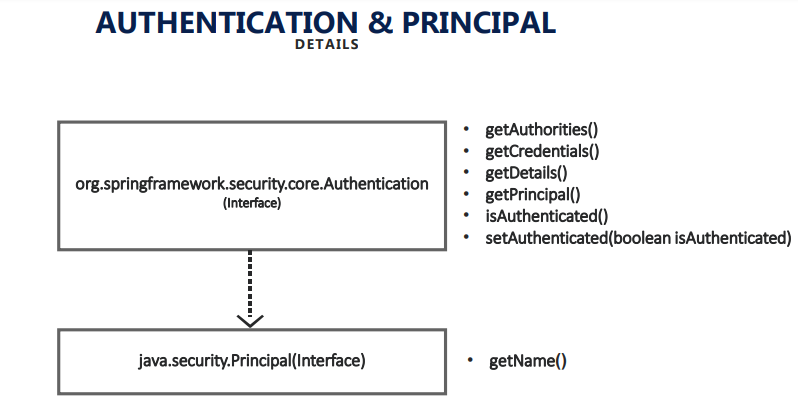 AUTHENTICATION & PRINCIPAL
DETAILS
org.springframework.security.core.Authentication
(Interface)
• getAuthorities()
• getCredentials()
• getDetails()
• getPrincipal()
• isAuthenticated()
• setAuthenticated(boolean isAuthenticated)
java.security.Principal(Interface)
• getName()